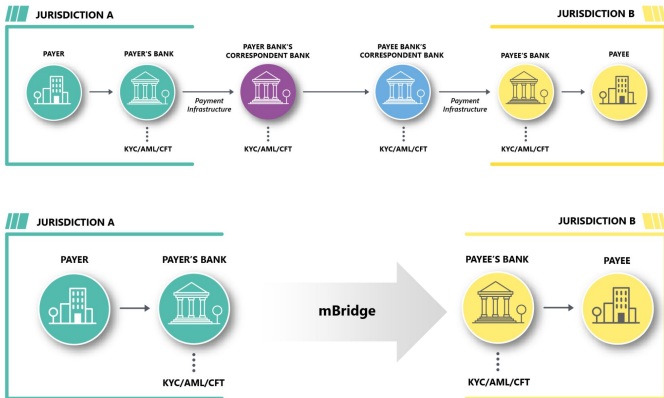 JURISDICTION A
JURISDICTION B
PAYER
PAYER'S BANK
PAYER BANK'S
CORRESPONDENT BANK
PAYEE BANK'S
CORRESPONDENT BANK
PAYEE'S BANK
PAYEE
Payment
Infrastructure
Payment
Infrastructure
KYC/AML/CFT
KYC/AML/CFT
KYC/AML/CFT
KYC/AML/CFT
JURISDICTION A
JURISDICTION B
PAYER
PAYER'S BANK
PAYEE'S BANK
PAYEE
mBridge
KYC/AML/CFT
KYC/AML/CFT